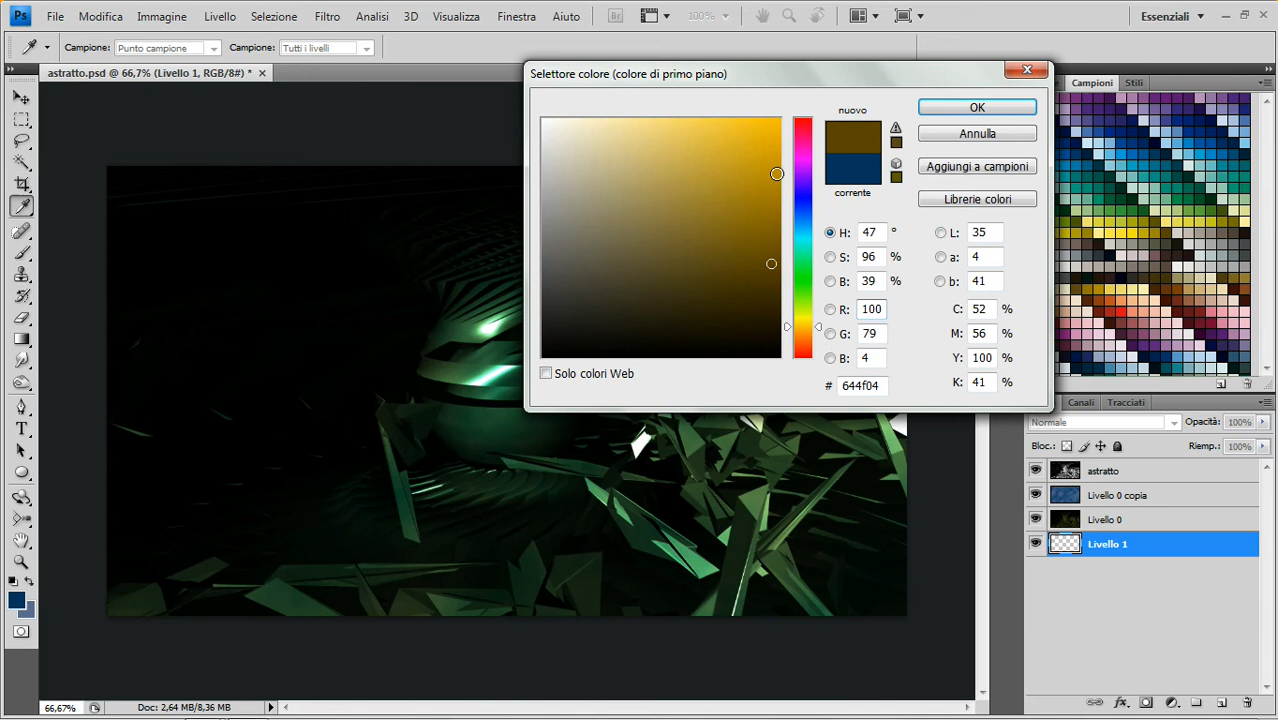 Ps File Modifica Immagine Livello Selezione Filtro Analisi 3D Visualizza Finestra Aiuto Br 100% Essenziali
Campione: Punto campione Campione: Tutti i livelli
astratto.psd @ 66,7% (Livello 1, RGB/8#) *
Selettore colore (colore di primo piano)
nuovo
corrente
OK
Annulla
Aggiungi a campioni
Librerie colori
H: 47 ° L: 35
S: 96 % a: 4
B: 39 % b: 41
R: 100 C: 52 %
G: 79 M: 56 %
B: 4 Y: 100 %
# 644f04 K: 41 %
Solo colori Web
Campioni Stili
Canali Tracciati
Normale Opacità: 100%
Bloc.: Riemp.: 100%
astratto
Livello 0 copia
Livello 0
Livello 1
T
66,67% Doc: 2,64 MB/8,36 MB
fx